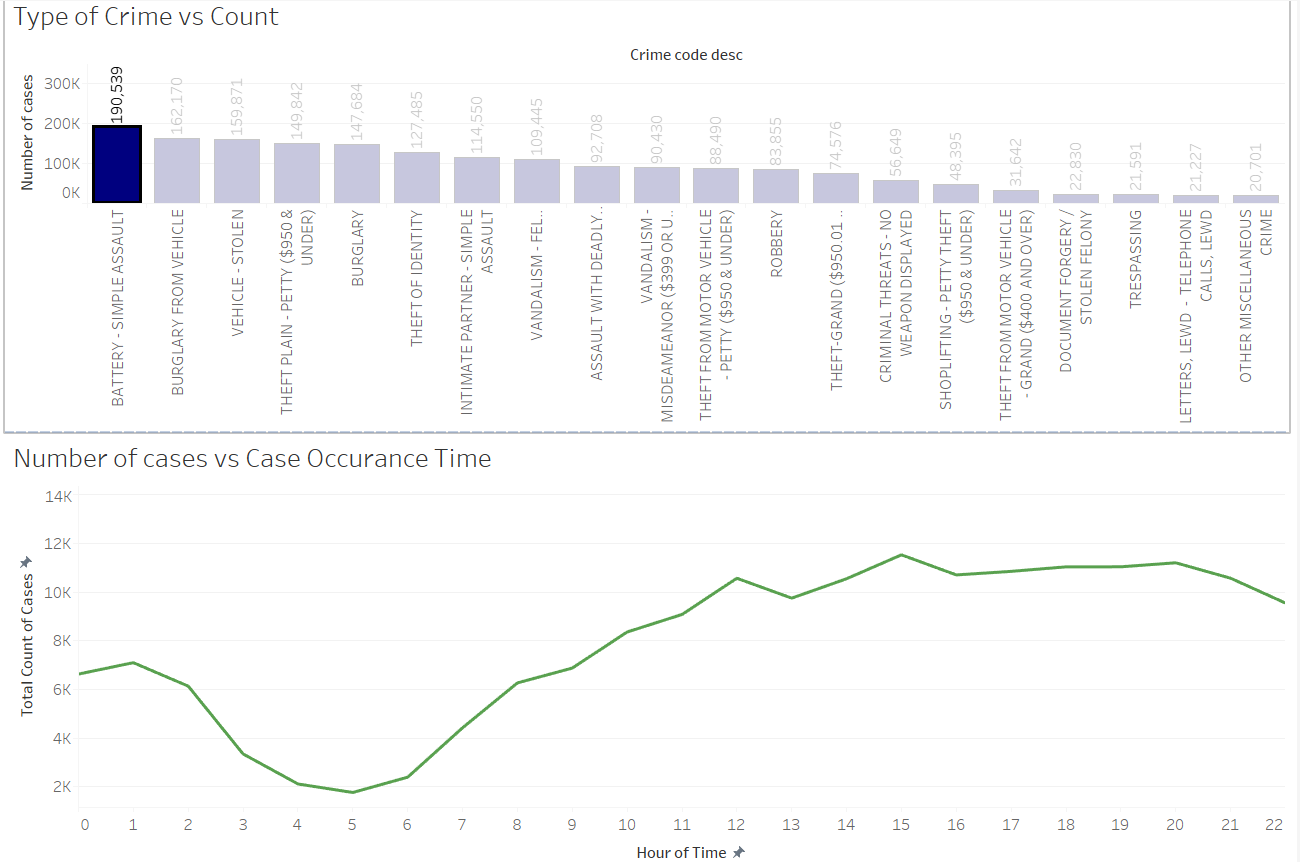 Type of Crime vs Count
Crime code desc
Number of cases
300K
200K
100K
0K
190,539
162,170
159,871
149,842
147,684
127,485
114,550
109,445
92,708
90,430
88,490
83,855
74,576
56,649
48,395
31,642
22,830
21,591
21,227
20,701
BATTERY - SIMPLE ASSAULT
BURGLARY FROM VEHICLE
VEHICLE - STOLEN
THEFT PLAIN - PETTY ($950 &
UNDER)
BURGLARY
THEFT OF IDENTITY
INTIMATE PARTNER - SIMPLE
ASSAULT
VANDALISM - FEL..
ASSAULT WITH DEADLY..
VANDALISM -
MISDEAMEANOR ($399 OR U..
THEFT FROM MOTOR VEHICLE
- PETTY ($950 & UNDER)
ROBBERY
THEFT-GRAND ($950.01 ..
CRIMINAL THREATS - NO
WEAPON DISPLAYED
SHOPLIFTING - PETTY THEFT
($950 & UNDER)
THEFT FROM MOTOR VEHICLE
- GRAND ($400 AND OVER)
DOCUMENT FORGERY /
STOLEN FELONY
TRESPASSING
LETTERS, LEWD  -  TELEPHONE
CALLS, LEWD
OTHER MISCELLANEOUS
CRIME
Number of cases vs Case Occurance Time
Total Count of Cases
14K
12K
10K
8K
6K
4K
2K
0 1 2 3 4 5 6 7 8 9 10 11 12 13 14 15 16 17 18 19 20 21 22
Hour of Time